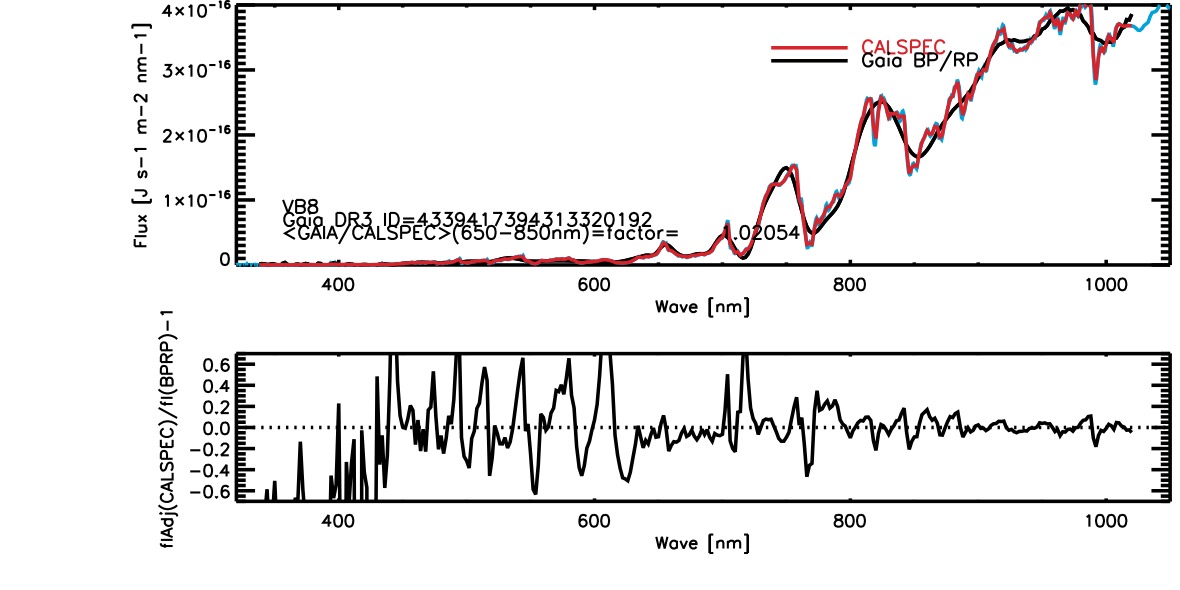 4×10⁻¹⁶
3×10⁻¹⁶
2×10⁻¹⁶
1×10⁻¹⁶
0
Flux [J s−1 m−2 nm−1]
CALSPEC
Gaia BP/RP
VB8
Gaia DR3 ID=4339417394313320192
<GAIA/CALSPEC>(650−850nm)=factor= 1.02054
400 600 800 1000
Wave [nm]
0.6
0.4
0.2
0.0
−0.2
−0.4
−0.6
flAdj(CALSPEC)/fl(BPRP)−1
400 600 800 1000
Wave [nm]